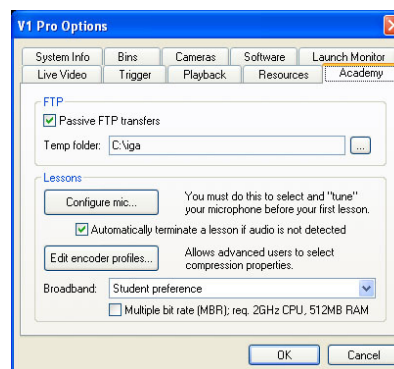 V1 Pro Options
System Info Bins Cameras Software Launch Monitor
Live Video Trigger Playback Resources Academy
FTP
Passive FTP transfers
Temp folder: C:\iga ...
Lessons
Configure mic... You must do this to select and "tune"
your microphone before your first lesson.
Automatically terminate a lesson if audio is not detected
Edit encoder profiles... Allows advanced users to select
compression properties.
Broadband: Student preference
Multiple bit rate (MBR); req. 2GHz CPU, 512MB RAM
OK Cancel